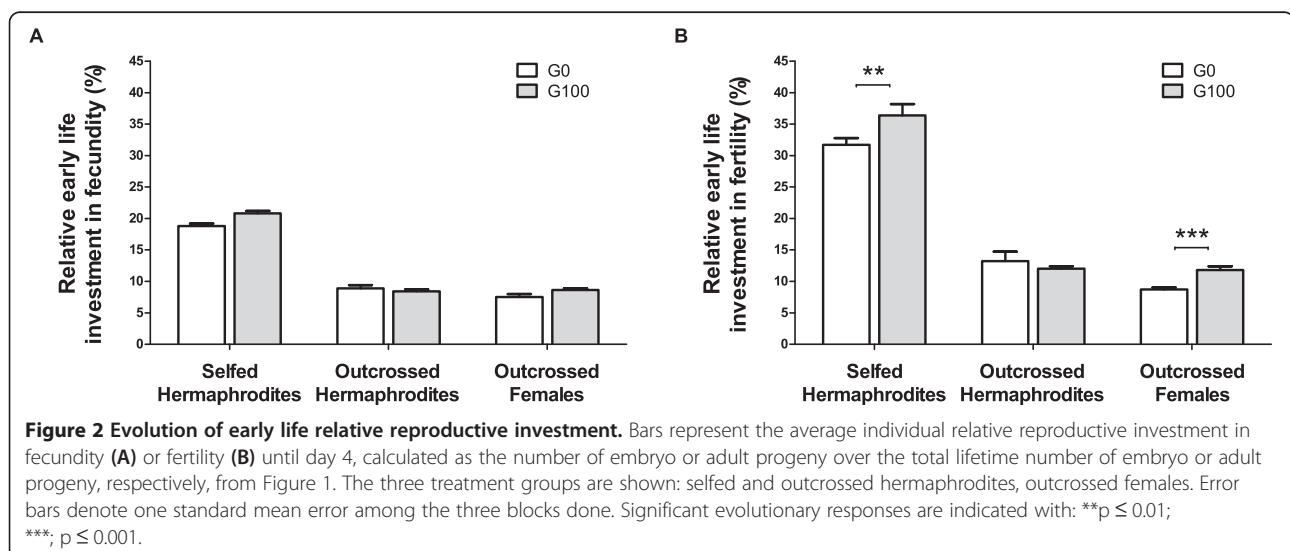 A
Relative early life
investment in fecundity (%)
45
40
35
30
25
20
15
10
5
0
G0
G100
Selfed
Hermaphrodites
Outcrossed
Hermaphrodites
Outcrossed
Females
B
Relative early life
investment in fertility (%)
45
40
35
30
25
20
15
10
5
0
**
***
G0
G100
Selfed
Hermaphrodites
Outcrossed
Hermaphrodites
Outcrossed
Females
Figure 2 Evolution of early life relative reproductive investment. Bars represent the average individual relative reproductive investment in
fecundity (A) or fertility (B) until day 4, calculated as the number of embryo or adult progeny over the total lifetime number of embryo or adult
progeny, respectively, from Figure 1. The three treatment groups are shown: selfed and outcrossed hermaphrodites, outcrossed females. Error
bars denote one standard mean error among the three blocks done. Significant evolutionary responses are indicated with: **p ≤ 0.01;
***; p ≤ 0.001.